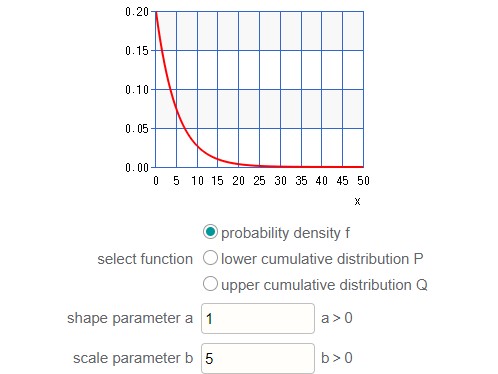 0.20
0.15
0.10
0.05
0.00
0 5 10 15 20 25 30 35 40 45 50
x
probability density f
select function lower cumulative distribution P
upper cumulative distribution Q
shape parameter a 1 a > 0
scale parameter b 5 b > 0